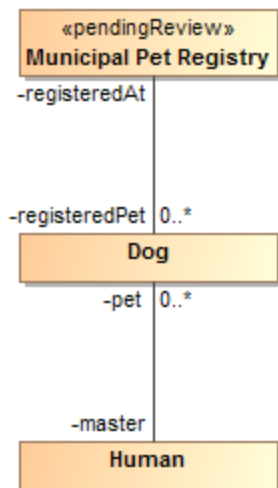 «pendingReview»
Municipal Pet Registry
-registeredAt
-registeredPet 0..*
Dog
-pet 0..*
-master
Human